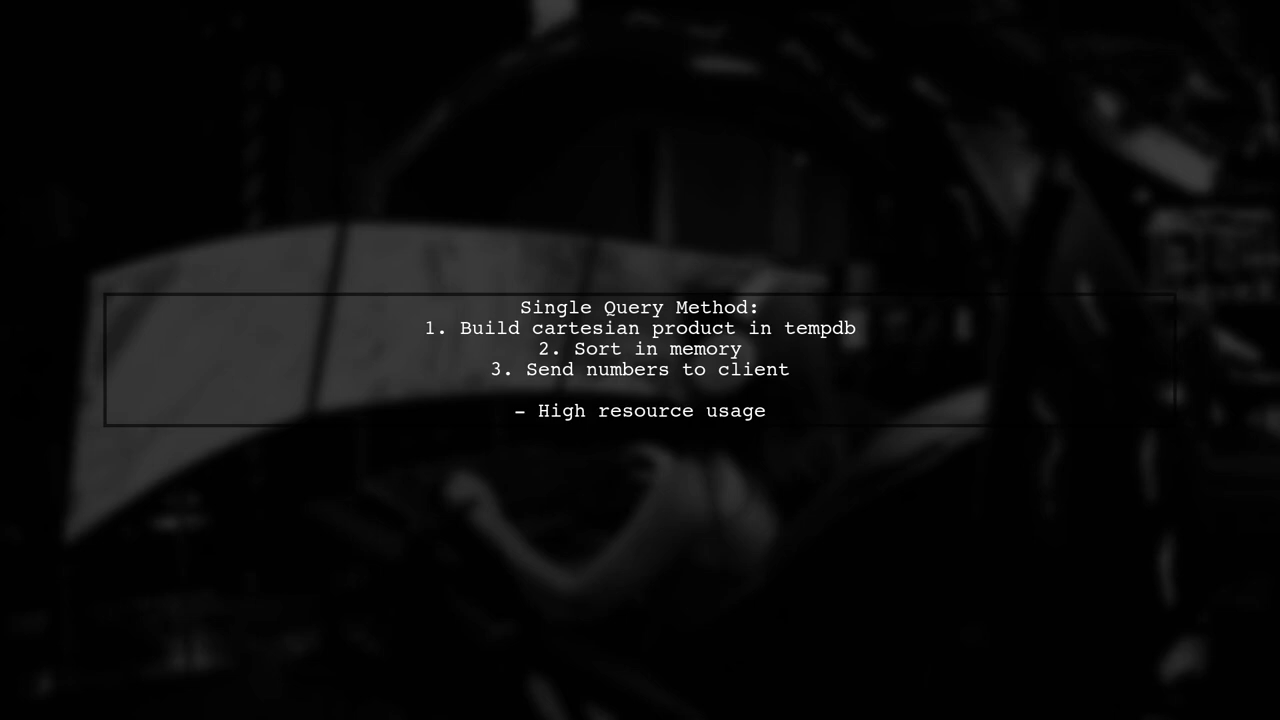 Single Query Method:
1. Build cartesian product in tempdb
2. Sort in memory
3. Send numbers to client
- High resource usage